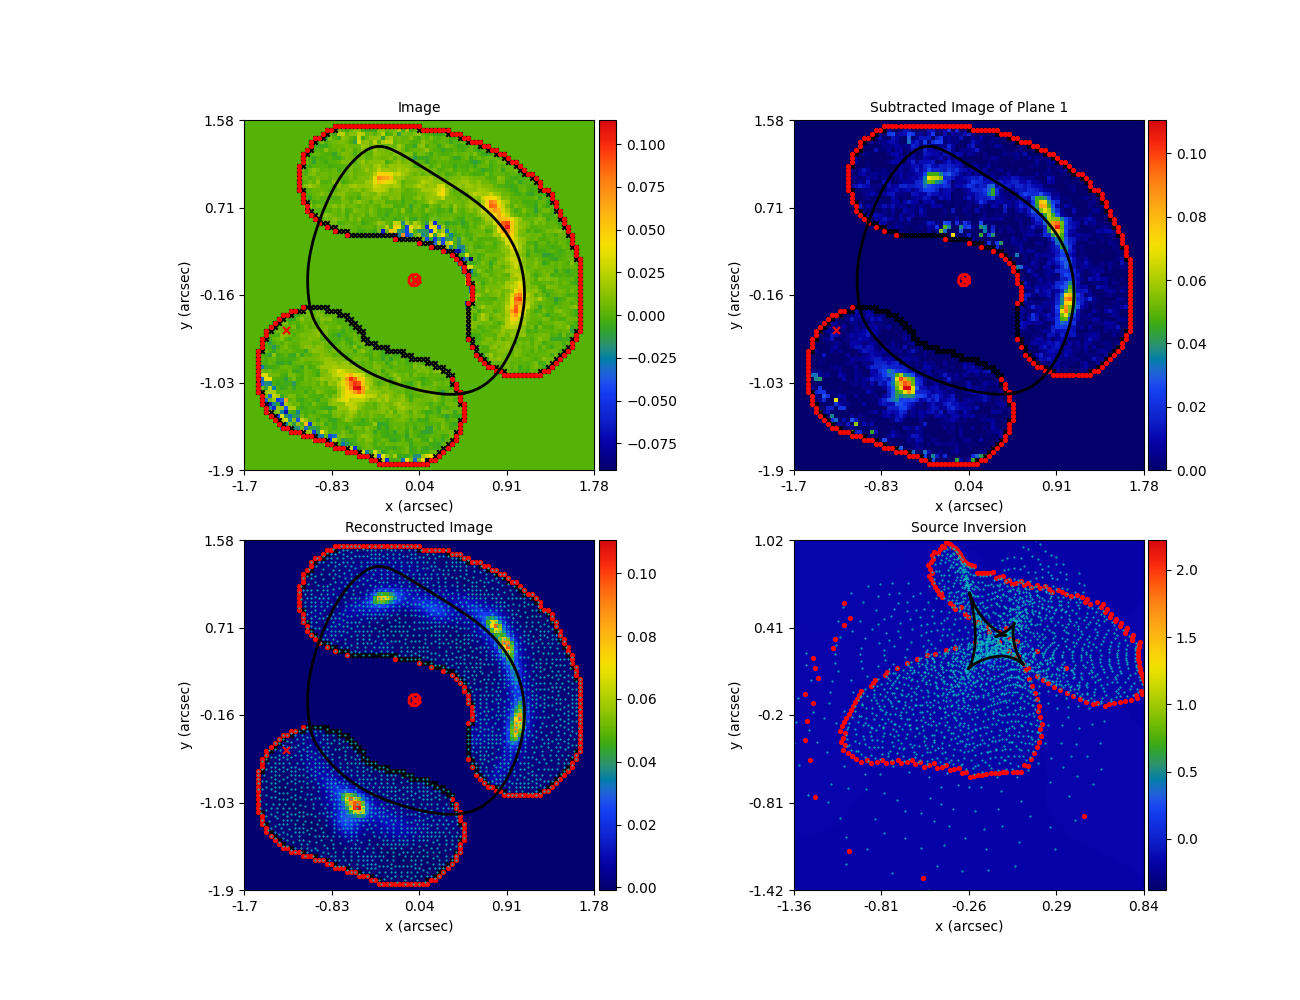 Image
1.58
0.71
-0.16
-1.03
-1.9
y (arcsec)
-1.7 -0.83 0.04 0.91 1.78
x (arcsec)
0.100
0.075
0.050
0.025
0.000
−0.025
−0.050
−0.075
Subtracted Image of Plane 1
1.58
0.71
-0.16
-1.03
-1.9
y (arcsec)
-1.7 -0.83 0.04 0.91 1.78
x (arcsec)
0.10
0.08
0.06
0.04
0.02
0.00
Reconstructed Image
1.58
0.71
-0.16
-1.03
-1.9
y (arcsec)
-1.7 -0.83 0.04 0.91 1.78
x (arcsec)
0.10
0.08
0.06
0.04
0.02
0.00
Source Inversion
1.02
0.41
-0.2
-0.81
-1.42
y (arcsec)
-1.36 -0.81 -0.26 0.29 0.84
x (arcsec)
2.0
1.5
1.0
0.5
0.0